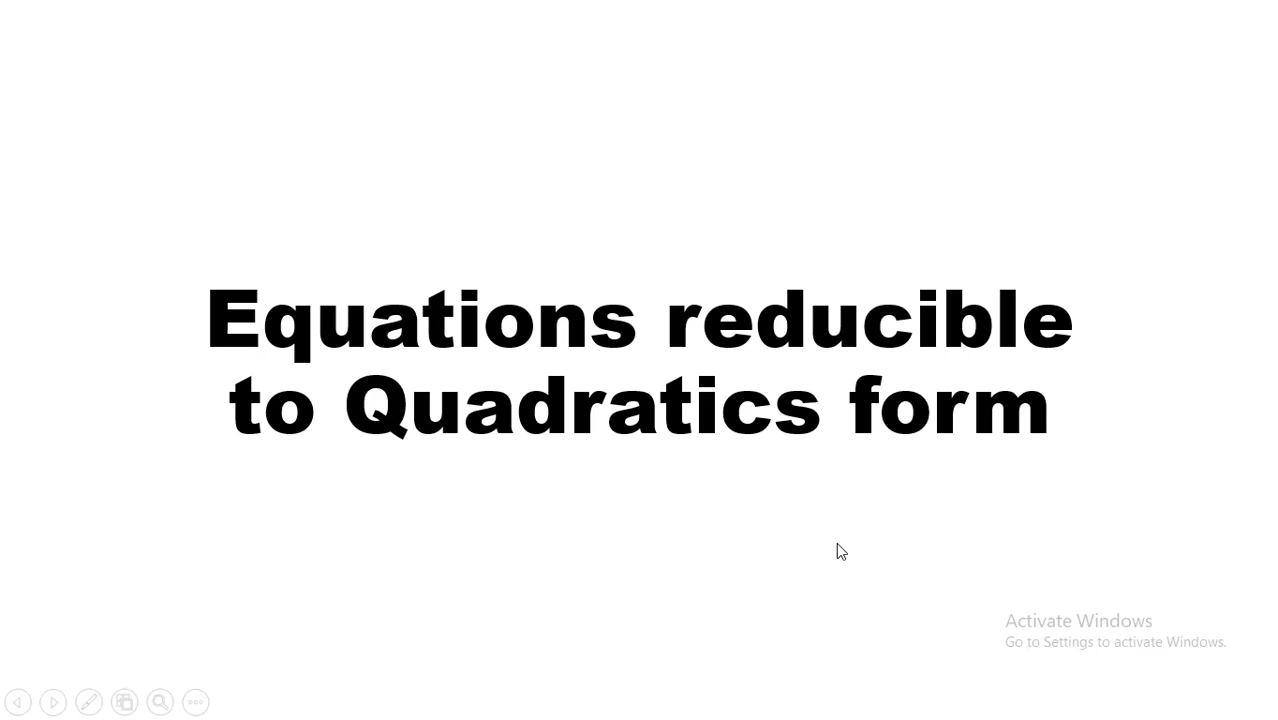 Equations reducible
to Quadratics form
Activate Windows
Go to Settings to activate Windows.